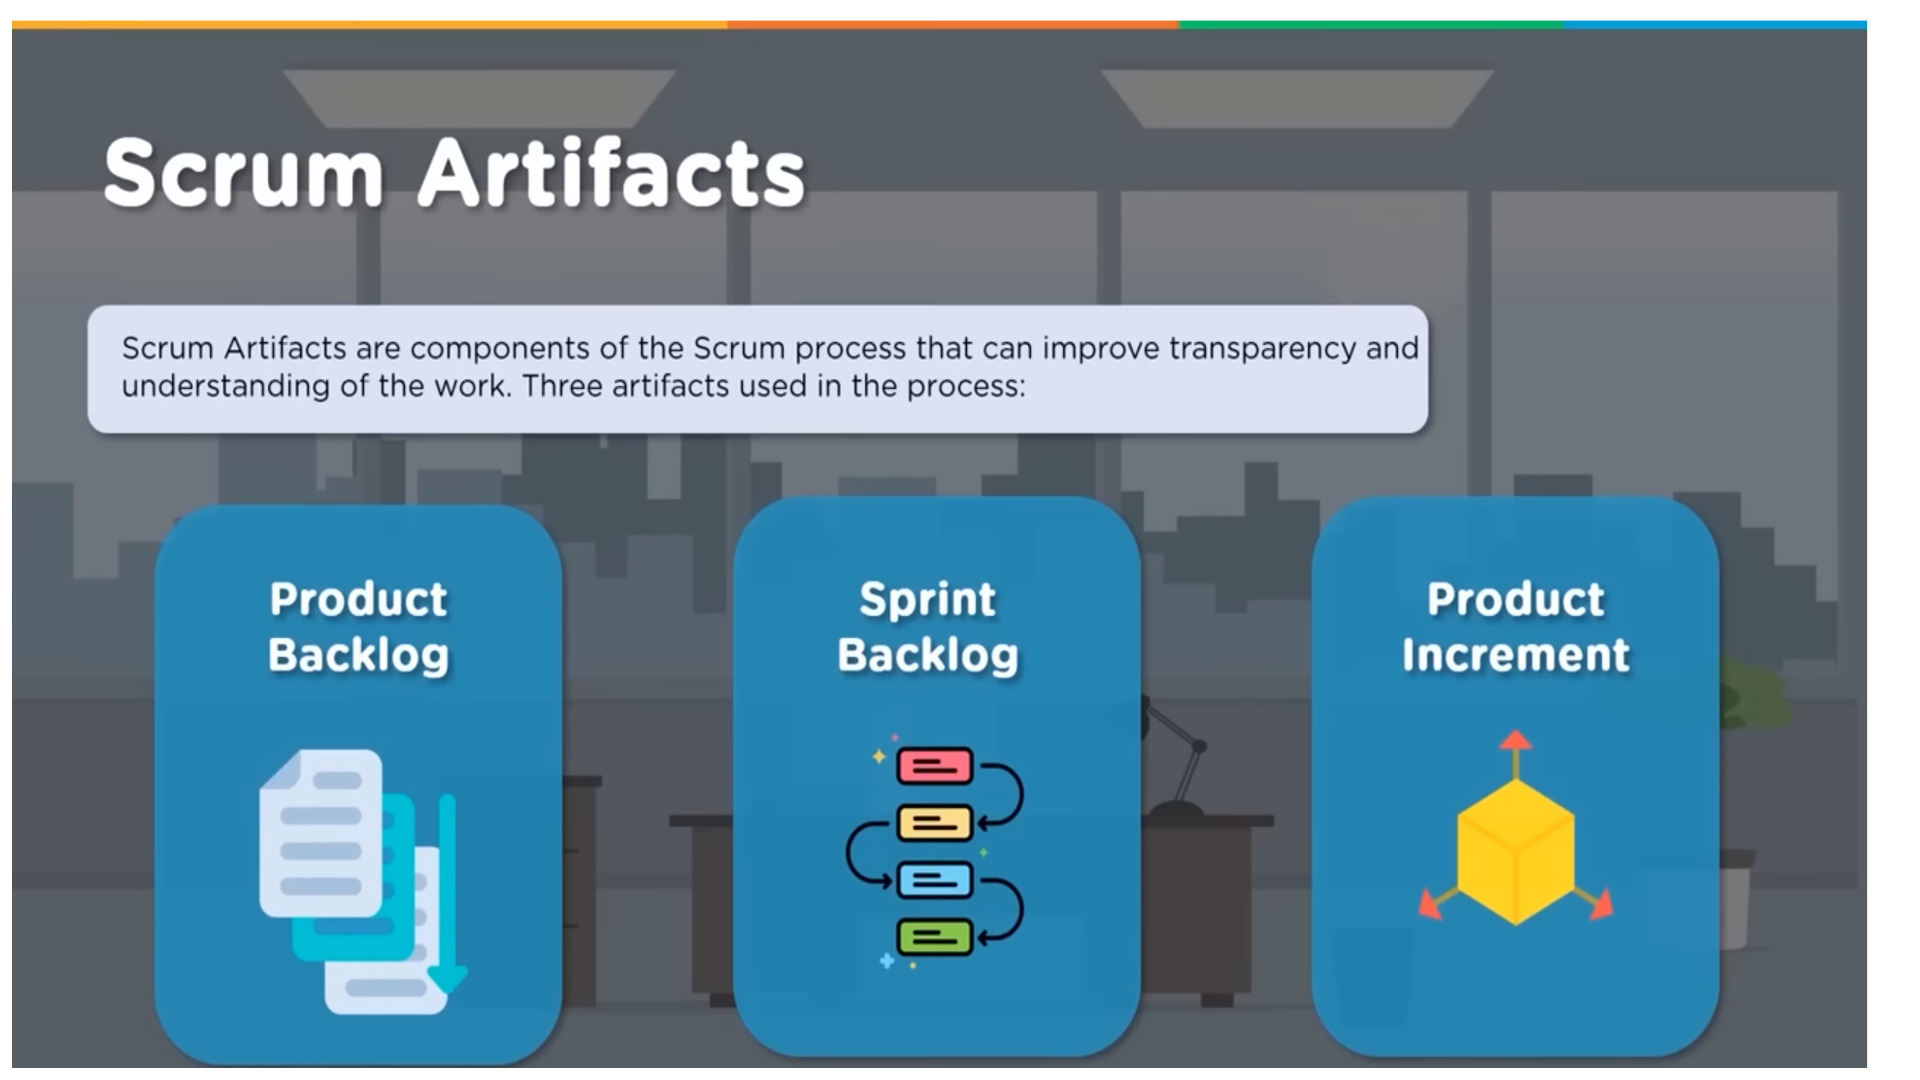 Scrum Artifacts
Scrum Artifacts are components of the Scrum process that can improve transparency and
understanding of the work. Three artifacts used in the process:
Product
Backlog
Sprint
Backlog
Product
Increment